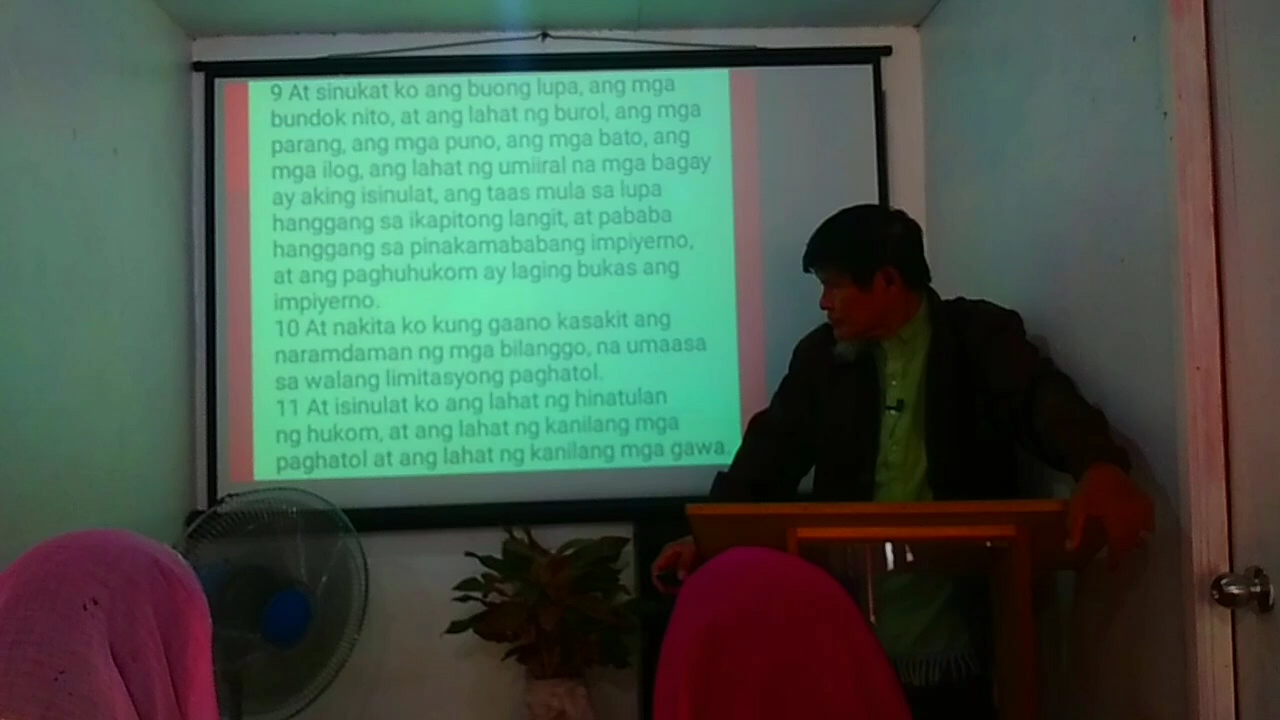 9 At sinukat ko ang buong lupa, ang mga
bundok nito, at ang lahat ng burol, ang mga
parang, ang mga puno, ang mga bato, ang
mga ilog, ang lahat ng umiiral na mga bagay
ay aking isinulat, ang taas mula sa lupa
hanggang sa ikapitong langit, at pababa
hanggang sa pinakamababang impiyerno,
at ang paghuhukom ay laging bukas ang
impiyerno.
10 At nakita ko kung gaano kasakit ang
naramdaman ng mga bilanggo, na umaasa
sa walang limitasyong paghatol.
11 At isinulat ko ang lahat ng hinatulan
ng hukom, at ang lahat ng kanilang mga
paghatol at ang lahat ng kanilang mga gawa.